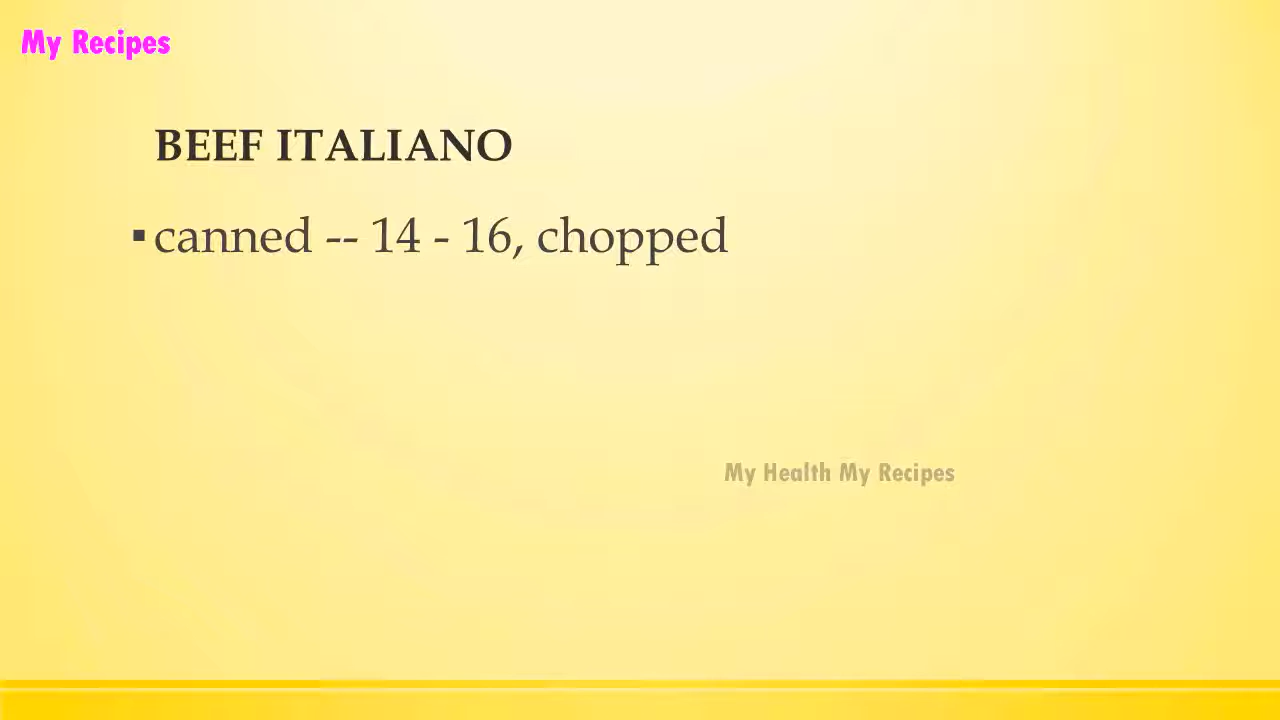 My Recipes
BEEF ITALIANO
▪ canned -- 14 - 16, chopped
My Health My Recipes